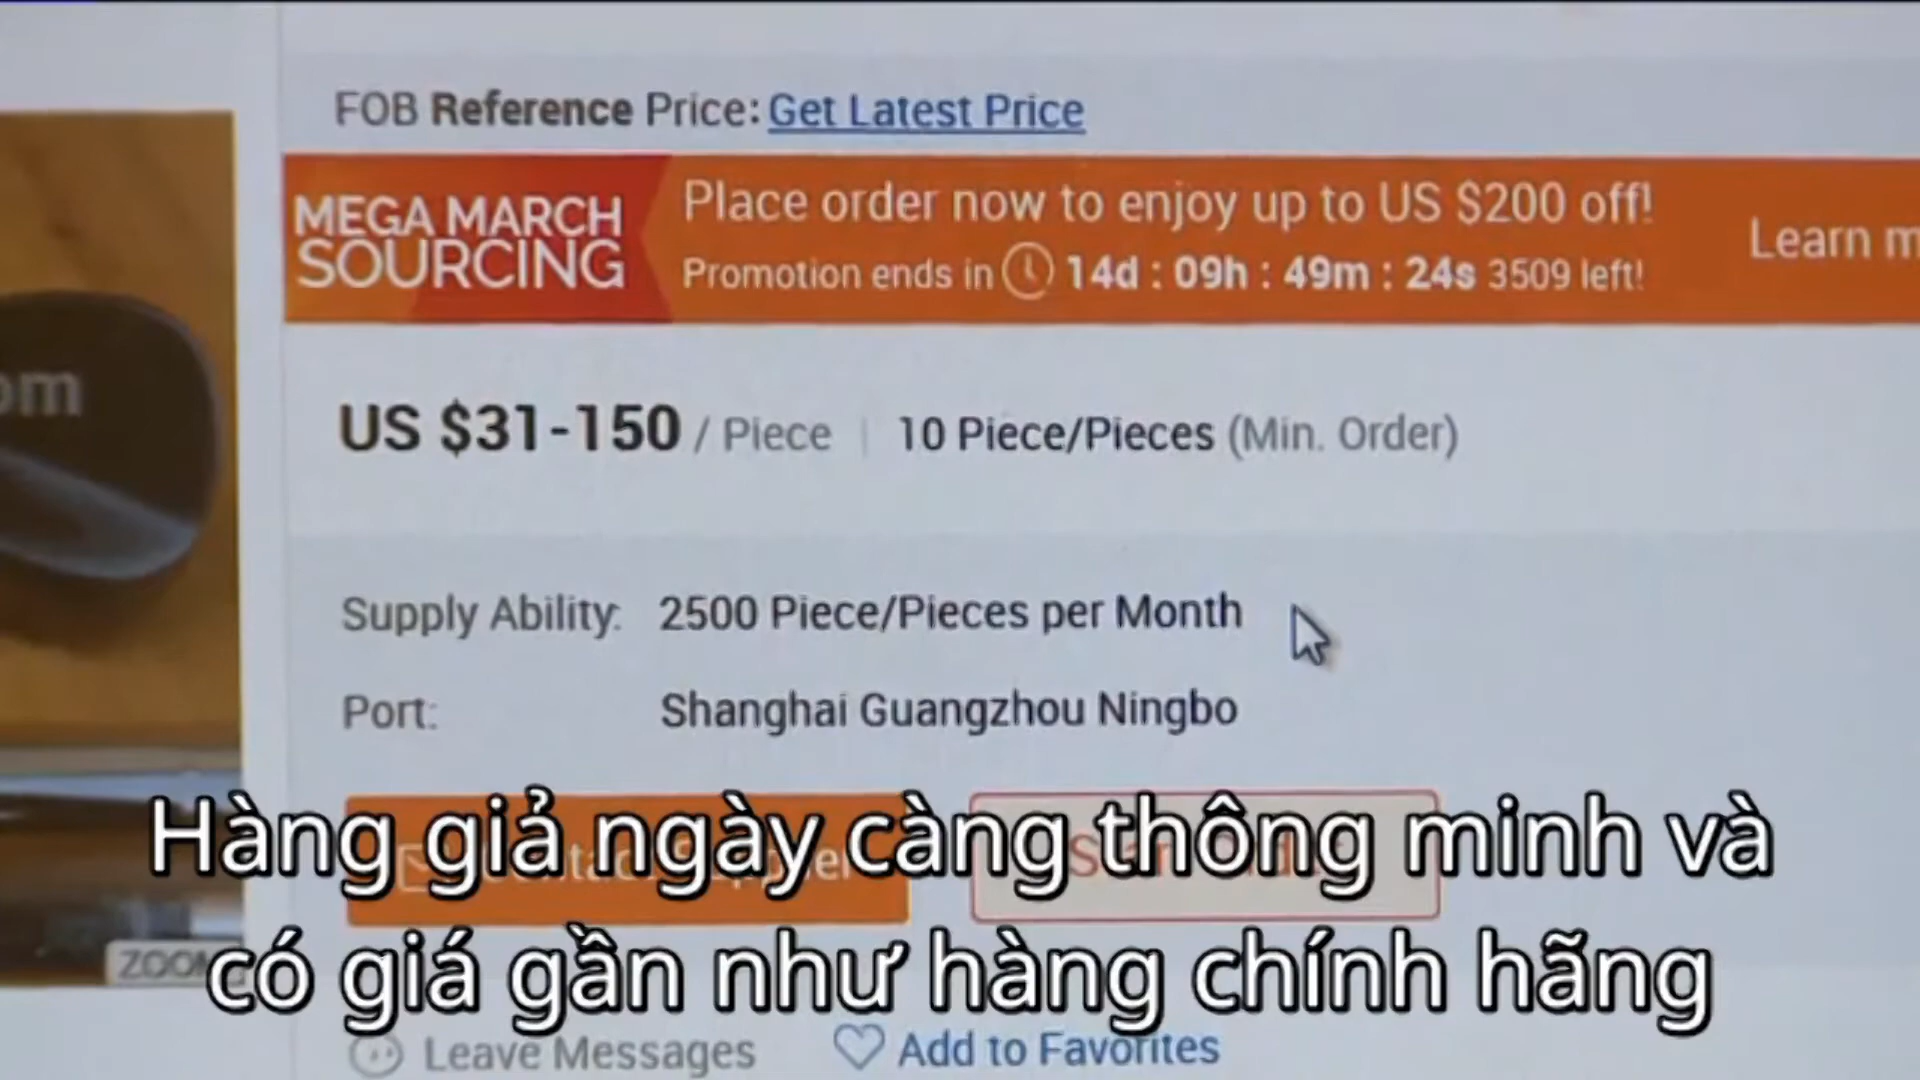 FOB Reference Price: Get Latest Price
MEGA MARCH
SOURCING
Place order now to enjoy up to US $200 off!
Promotion ends in 14d : 09h : 49m : 24s 3509 left!
Learn m
om
US $31-150 / Piece | 10 Piece/Pieces (Min. Order)
Supply Ability: 2500 Piece/Pieces per Month
Port: Shanghai Guangzhou Ningbo
Hàng giả ngày càng thông minh và
có giá gần như hàng chính hãng
ZOOM
Leave Messages
Add to Favorites